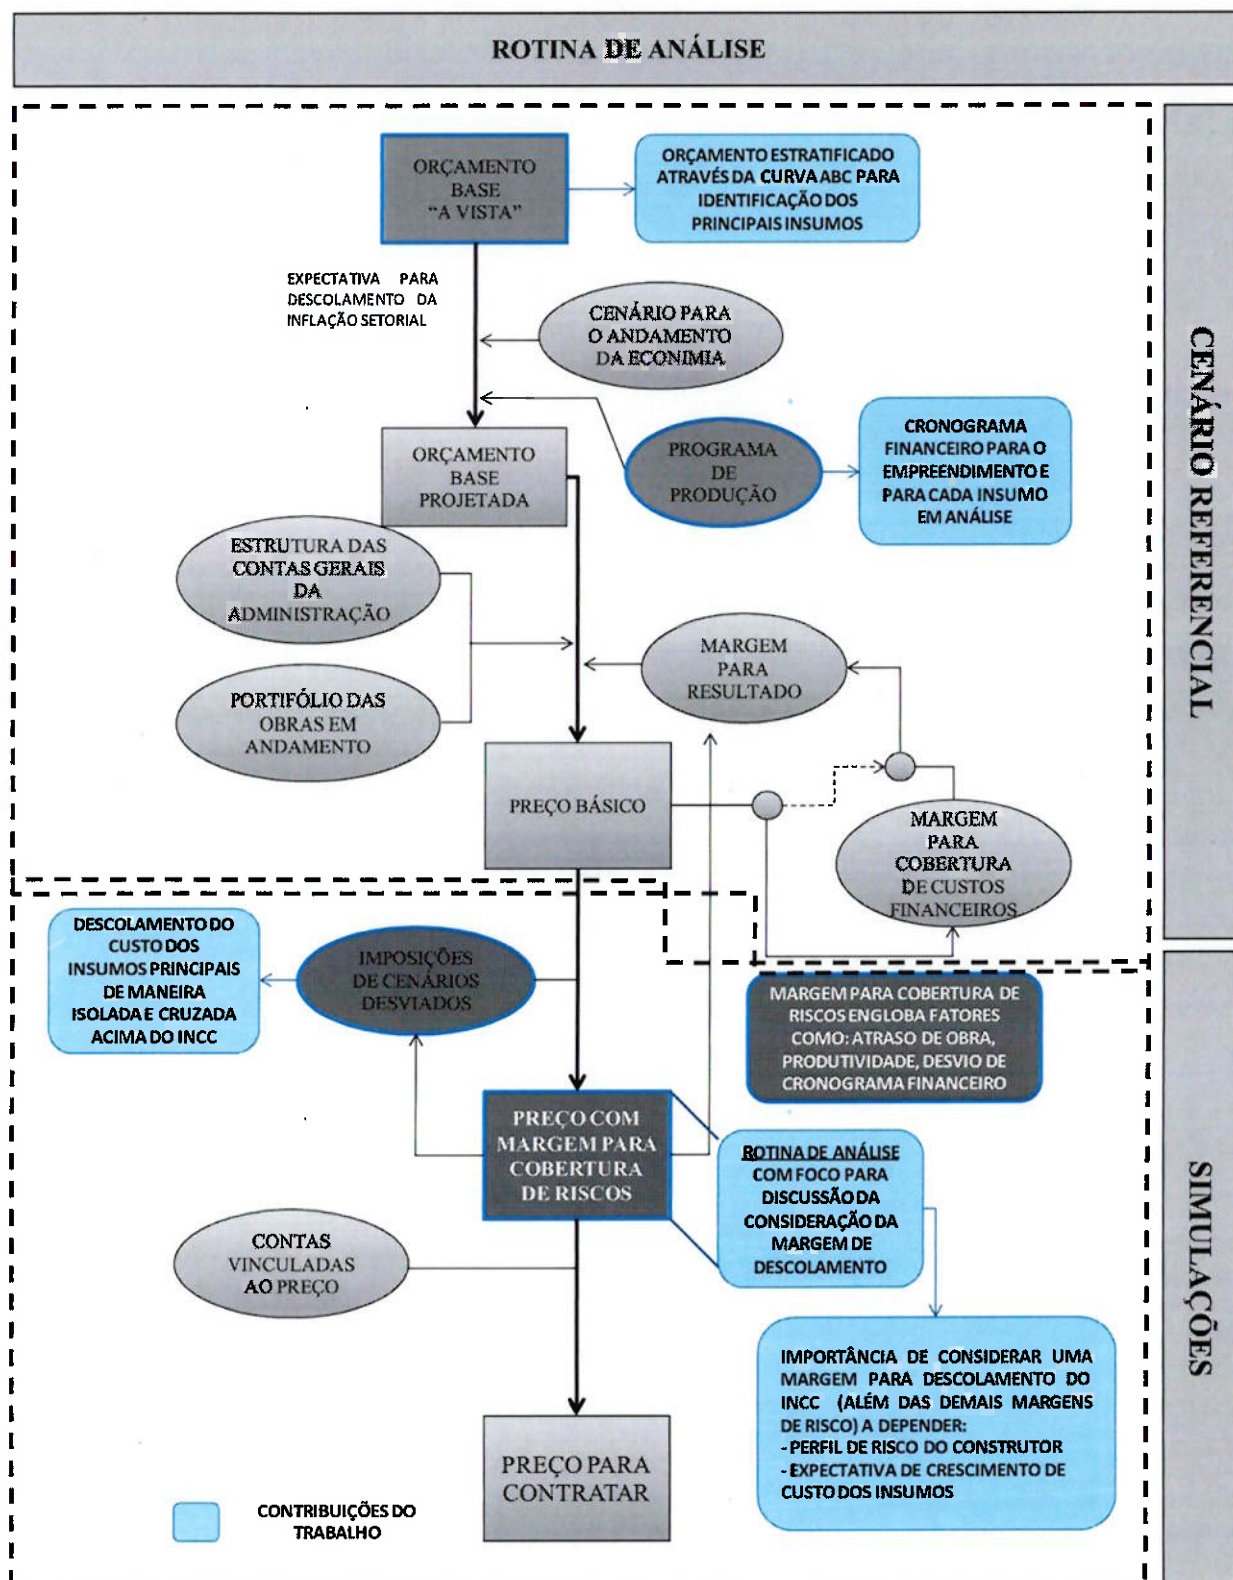 ROTINA DE ANÁLISE
ORÇAMENTO
BASE
"A VISTA"
ORÇAMENTO ESTRATIFICADO
ATRAVÉS DA CURVA ABC PARA
IDENTIFICAÇÃO DOS
PRINCIPAIS INSUMOS
EXPECTATIVA PARA
DESCOLAMENTO DA
INFLAÇÃO SETORIAL
CENÁRIO PARA
O ANDAMENTO
DA ECONIMIA
ORÇAMENTO
BASE
PROJETADA
PROGRAMA
DE
PRODUÇÃO
CRONOGRAMA
FINANCEIRO PARA O
EMPREENDIMENTO E
PARA CADA INSUMO
EM ANÁLISE
ESTRUTURA DAS
CONTAS GERAIS
DA
ADMINISTRAÇÃO
MARGEM
PARA
RESULTADO
PORTIFÓLIO DAS
OBRAS EM
ANDAMENTO
PREÇO BÁSICO
MARGEM
PARA
COBERTURA
DE CUSTOS
FINANCEIROS
CENÁRIO REFERENCIAL
DESCOLAMENTO DO
CUSTO DOS
INSUMOS PRINCIPAIS
DE MANEIRA
ISOLADA E CRUZADA
ACIMA DO INCC
IMPOSIÇÕES
DE CENÁRIOS
DESVIADOS
MARGEM PARA COBERTURA DE
RISCOS ENGLOBA FATORES
COMO: ATRASO DE OBRA,
PRODUTIVIDADE, DESVIO DE
CRONOGRAMA FINANCEIRO
PREÇO COM
MARGEM PARA
COBERTURA
DE RISCOS
ROTINA DE ANÁLISE
COM FOCO PARA
DISCUSSÃO DA
CONSIDERAÇÃO DA
MARGEM DE
DESCOLAMENTO
CONTAS
VINCULADAS
AO PREÇO
IMPORTÂNCIA DE CONSIDERAR UMA
MARGEM PARA DESCOLAMENTO DO
INCC (ALÉM DAS DEMAIS MARGENS
DE RISCO) A DEPENDER:
- PERFIL DE RISCO DO CONSTRUTOR
- EXPECTATIVA DE CRESCIMENTO DE
CUSTO DOS INSUMOS
PREÇO PARA
CONTRATAR
CONTRIBUIÇÕES DO
TRABALHO
SIMULAÇÕES